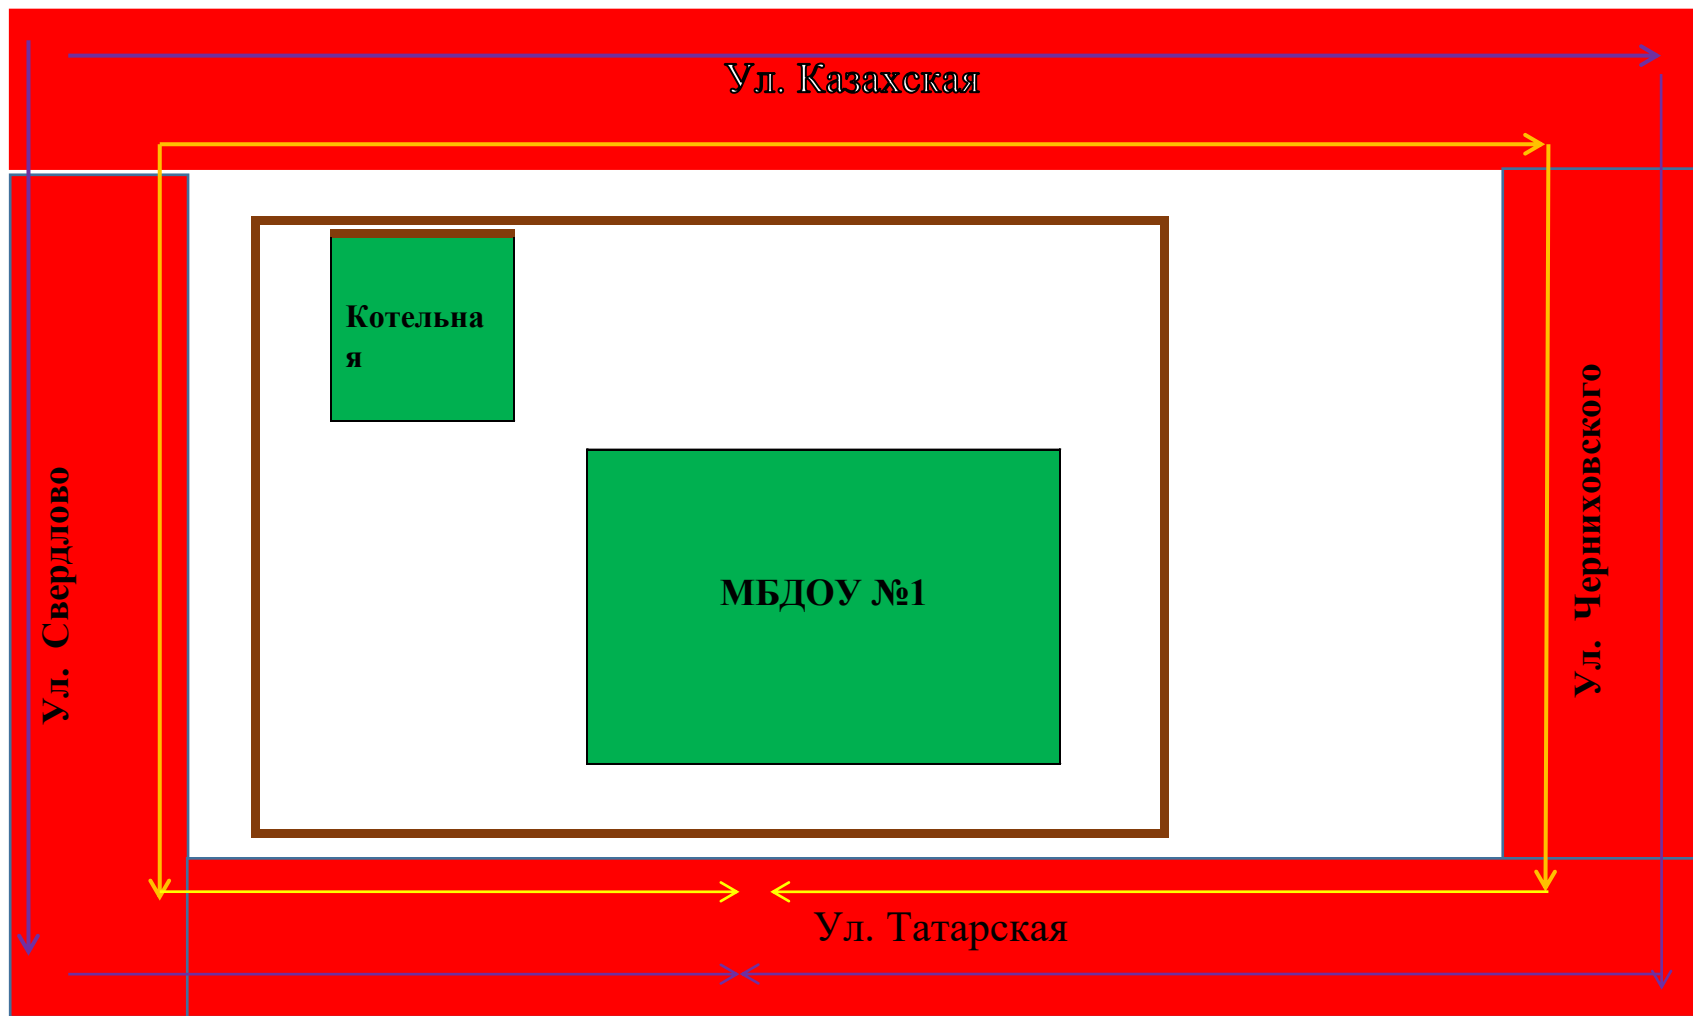 Ул. Казахская
Котельна
я
Ул. Свердлово
МБДОУ №1
Ул. Черниховского
Ул. Татарская